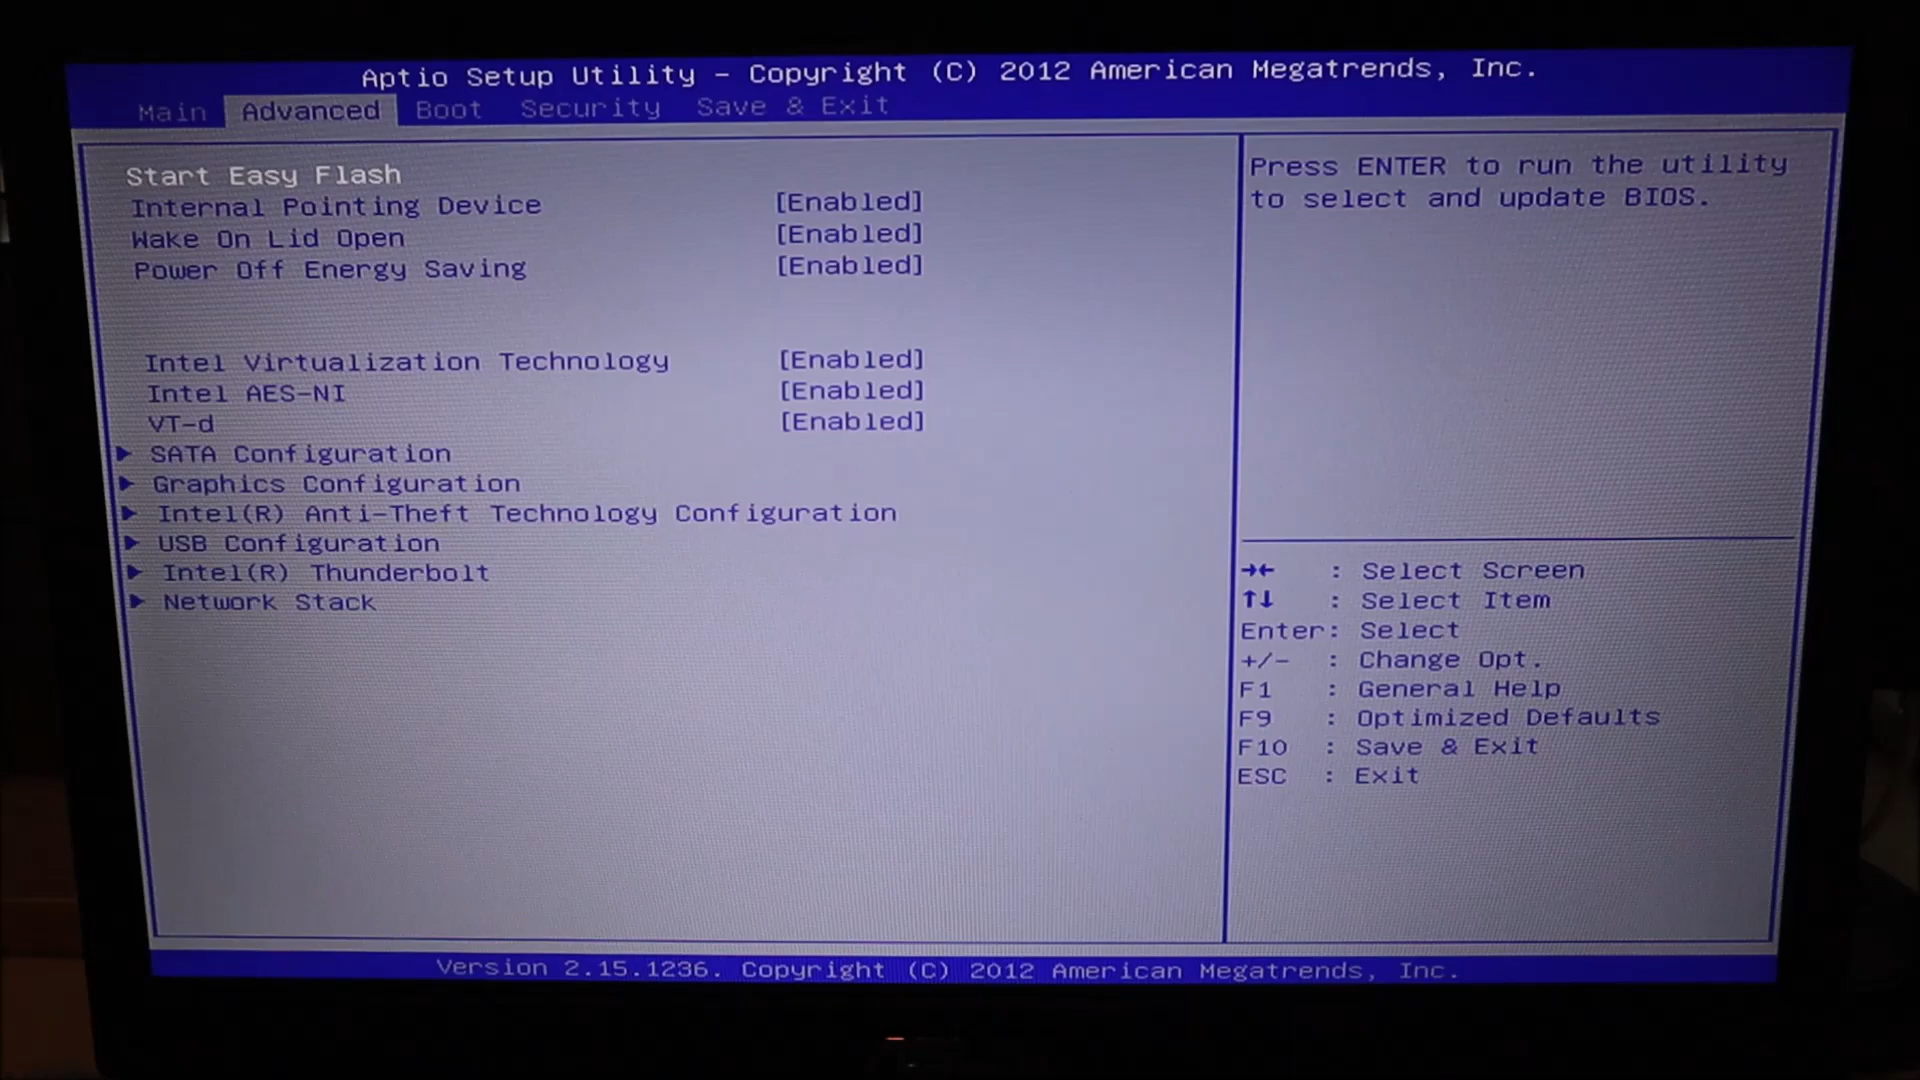 Aptio Setup Utility - Copyright (C) 2012 American Megatrends, Inc.
Main Advanced Boot Security Save & Exit
Start Easy Flash
Internal Pointing Device [Enabled]
Wake On Lid Open [Enabled]
Power Off Energy Saving [Enabled]
Intel Virtualization Technology [Enabled]
Intel AES-NI [Enabled]
VT-d [Enabled]
▶ SATA Configuration
▶ Graphics Configuration
▶ Intel(R) Anti-Theft Technology Configuration
▶ USB Configuration
▶ Intel(R) Thunderbolt
▶ Network Stack
Press ENTER to run the utility
to select and update BIOS.
→← : Select Screen
↑↓ : Select Item
Enter: Select
+/- : Change Opt.
F1 : General Help
F9 : Optimized Defaults
F10 : Save & Exit
ESC : Exit
Version 2.15.1236. Copyright (C) 2012 American Megatrends, Inc.